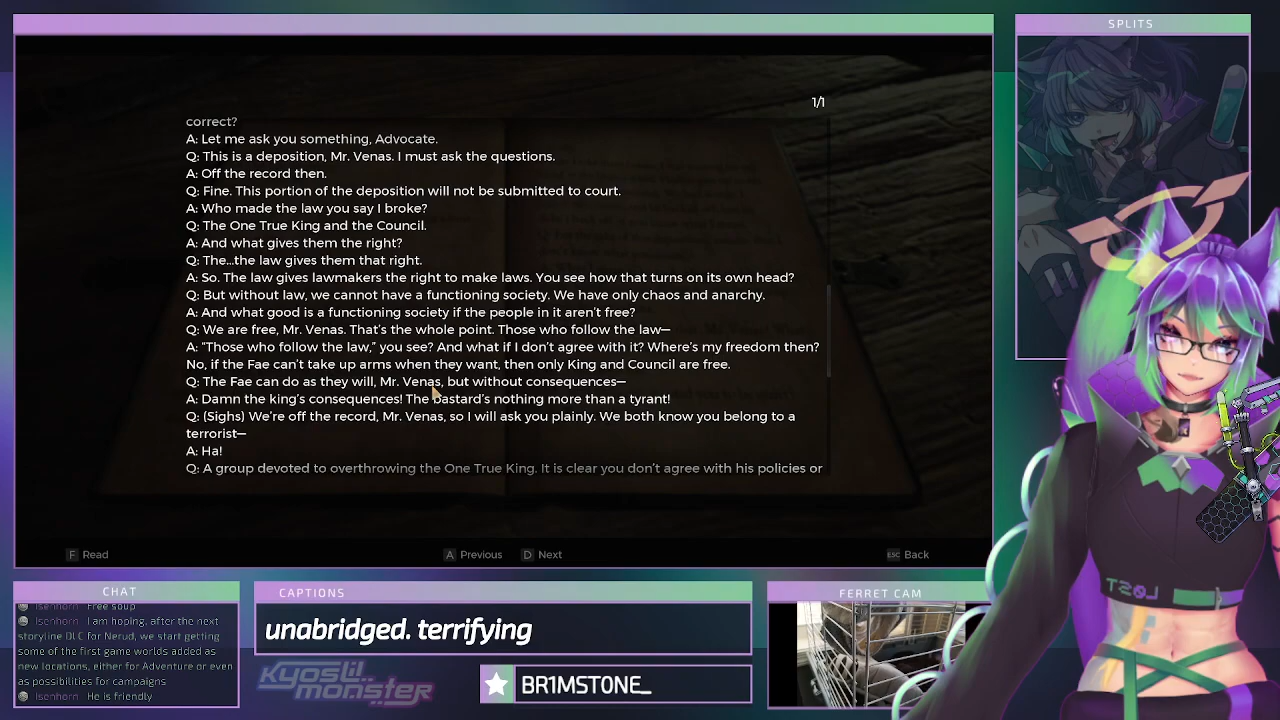 SPLITS
1/1
correct?
A: Let me ask you something, Advocate.
Q: This is a deposition, Mr. Venas. I must ask the questions.
A: Off the record then.
Q: Fine. This portion of the deposition will not be submitted to court.
A: Who made the law you say I broke?
Q: The One True King and the Council.
A: And what gives them the right?
Q: The...the law gives them that right.
A: So. The law gives lawmakers the right to make laws. You see how that turns on its own head?
Q: But without law, we cannot have a functioning society. We have only chaos and anarchy.
A: And what good is a functioning society if the people in it aren't free?
Q: We are free, Mr. Venas. That's the whole point. Those who follow the law—
A: “Those who follow the law,” you see? And what if I don't agree with it? Where's my freedom then?
No, if the Fae can't take up arms when they want, then only King and Council are free.
Q: The Fae can do as they will, Mr. Venas, but without consequences—
A: Damn the king's consequences! The bastard's nothing more than a tyrant!
Q: (Sighs) We're off the record, Mr. Venas, so I will ask you plainly. We both know you belong to a
terrorist—
A: Ha!
Q: A group devoted to overthrowing the One True King. It is clear you don't agree with his policies or
F Read
A Previous
D Next
ESC Back
CHAT
Isenhorn Free soup
Isenhorn I am hoping, after the new
storyline DLC for Nerud, we start getting
some of the first game worlds added as
new locations, either for Adventure or even
as possibilities for campaigns
Isenhorn He is friendly
CAPTIONS
unabridged. terrifying
KYOSLILMONSTER
BR1MSTONE_
FERRET CAM
LOST